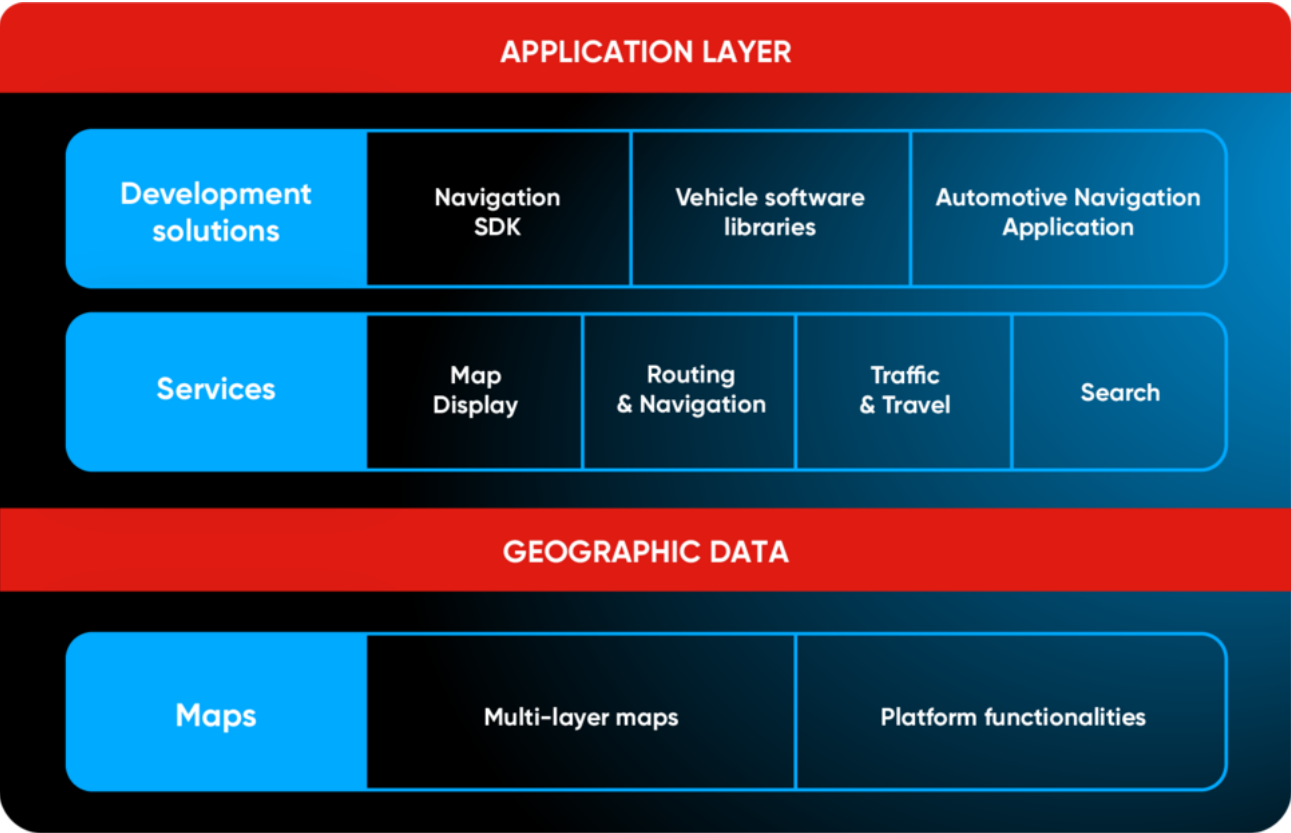 APPLICATION LAYER
Development
solutions
Navigation
SDK
Vehicle software
libraries
Automotive Navigation
Application
Services
Map
Display
Routing
& Navigation
Traffic
& Travel
Search
GEOGRAPHIC DATA
Maps
Multi-layer maps
Platform functionalities